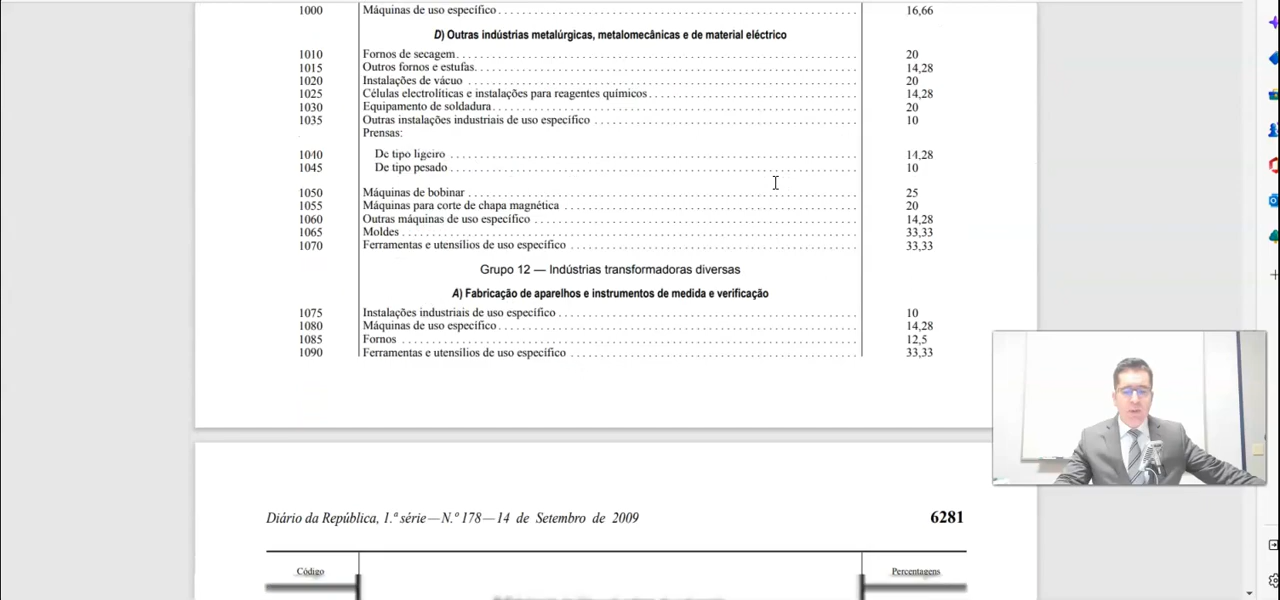 1000 Máquinas de uso específico 16,66
D) Outras indústrias metalúrgicas, metalomecânicas e de material eléctrico
1010 Fornos de secagem 20
1015 Outros fornos e estufas 14,28
1020 Instalações de vácuo 20
1025 Células electrolíticas e instalações para reagentes químicos 14,28
1030 Equipamento de soldadura 20
1035 Outras instalações industriais de uso específico 10
Prensas:
1040 De tipo ligeiro 14,28
1045 De tipo pesado 10
1050 Máquinas de bobinar 25
1055 Máquinas para corte de chapa magnética 20
1060 Outras máquinas de uso específico 14,28
1065 Moldes 33,33
1070 Ferramentas e utensílios de uso específico 33,33
Grupo 12 — Indústrias transformadoras diversas
A) Fabricação de aparelhos e instrumentos de medida e verificação
1075 Instalações industriais de uso específico 10
1080 Máquinas de uso específico 14,28
1085 Fornos 12,5
1090 Ferramentas e utensílios de uso específico 33,33
Diário da República, 1.ª série—N.º 178—14 de Setembro de 2009 6281
Código Percentagens